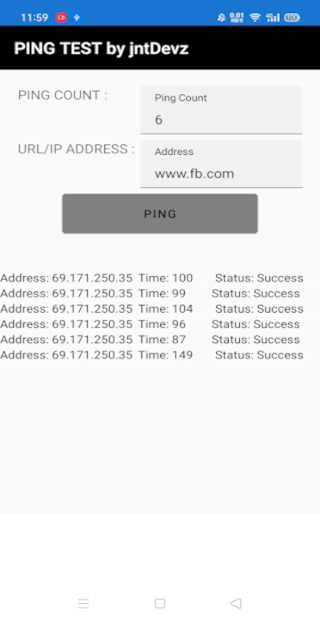 11:59 0.01 KB/S 4G
PING TEST by jntDevz
PING COUNT :
Ping Count
6
URL/IP ADDRESS :
Address
www.fb.com
PING
Address: 69.171.250.35 Time: 100 Status: Success
Address: 69.171.250.35 Time: 99 Status: Success
Address: 69.171.250.35 Time: 104 Status: Success
Address: 69.171.250.35 Time: 96 Status: Success
Address: 69.171.250.35 Time: 87 Status: Success
Address: 69.171.250.35 Time: 149 Status: Success